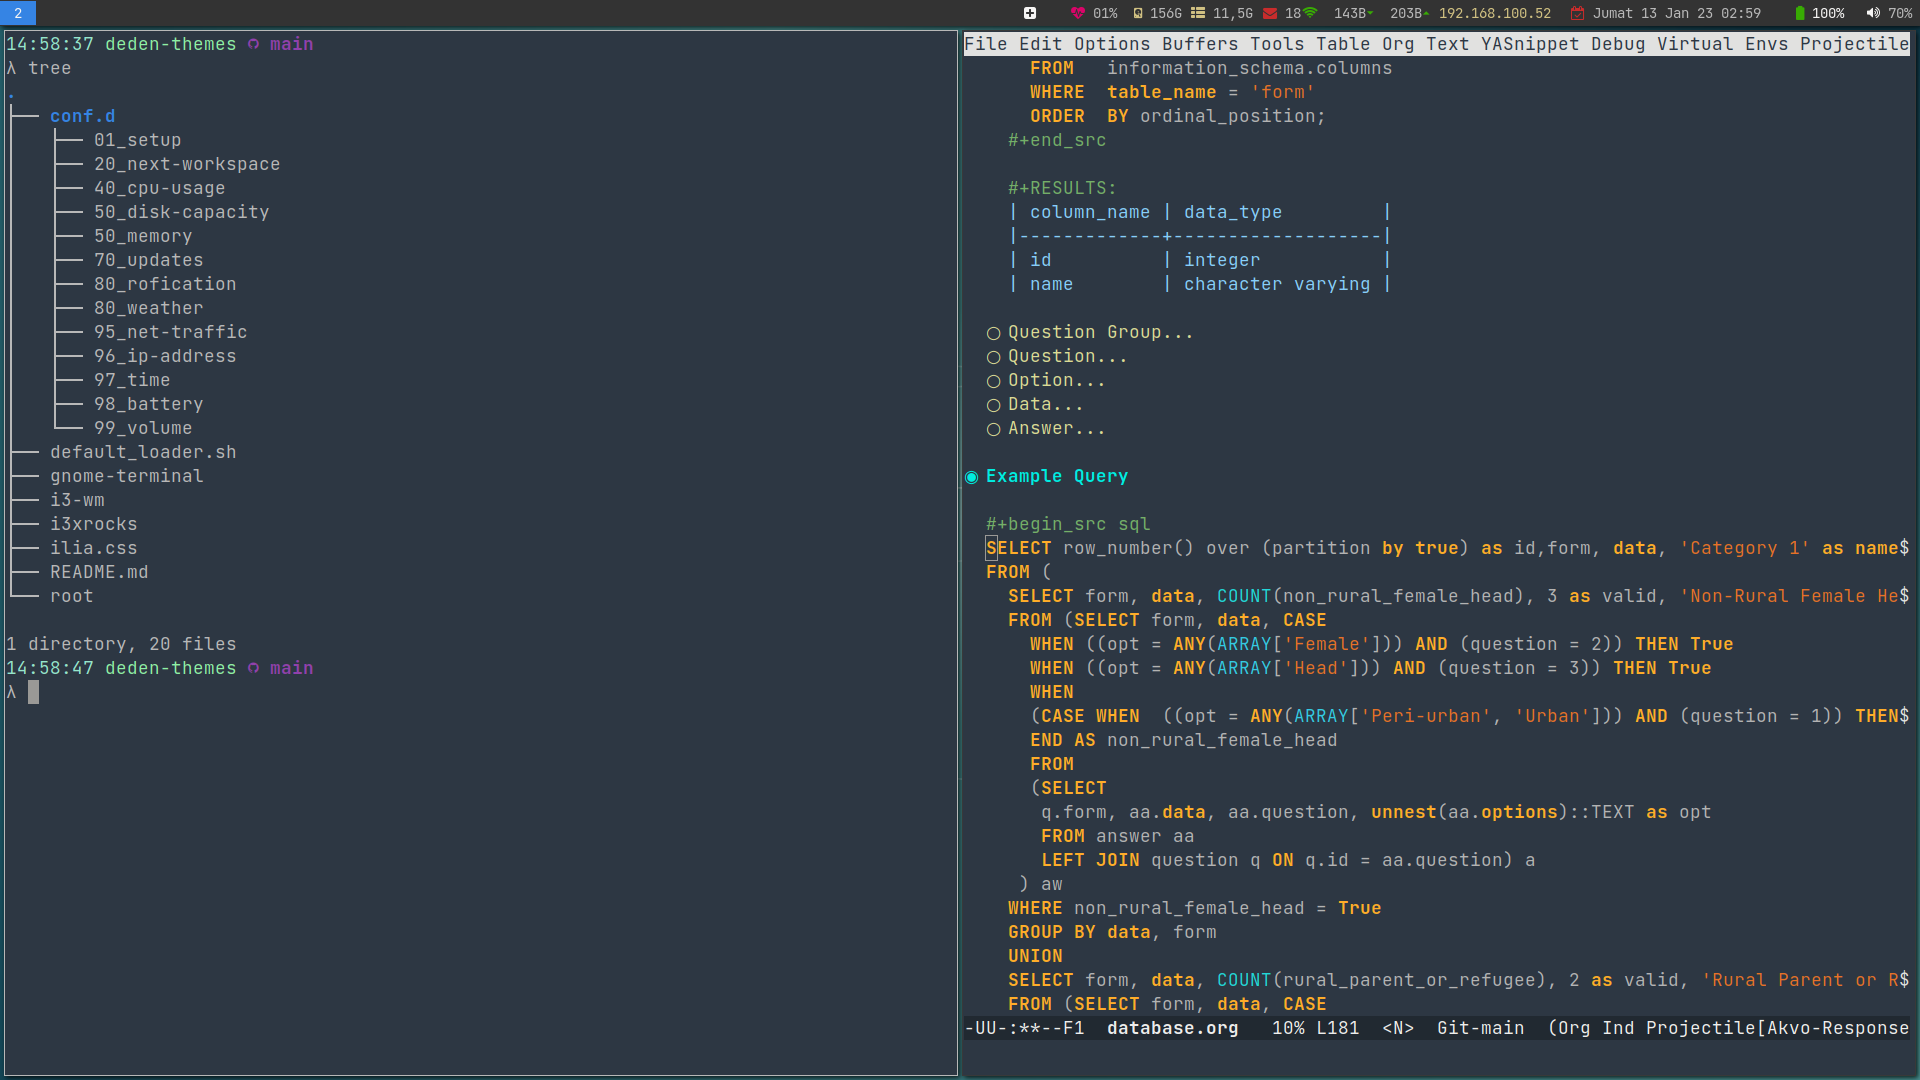 2 01% 156G 11,5G 18 143B 203B 192.168.100.52 Jumat 13 Jan 23 02:59 100% 70%
14:58:37 deden-themes main
λ tree
.
├── conf.d
│   ├── 01_setup
│   ├── 20_next-workspace
│   ├── 40_cpu-usage
│   ├── 50_disk-capacity
│   ├── 50_memory
│   ├── 70_updates
│   ├── 80_rofication
│   ├── 80_weather
│   ├── 95_net-traffic
│   ├── 96_ip-address
│   ├── 97_time
│   ├── 98_battery
│   └── 99_volume
├── default_loader.sh
├── gnome-terminal
├── i3-wm
├── i3xrocks
├── ilia.css
├── README.md
└── root
1 directory, 20 files
14:58:47 deden-themes main
λ
File Edit Options Buffers Tools Table Org Text YASnippet Debug Virtual Envs Projectile
FROM   information_schema.columns
WHERE  table_name = 'form'
ORDER  BY ordinal_position;
#+end_src
#+RESULTS:
| column_name | data_type         |
|-------------+-------------------|
| id          | integer           |
| name        | character varying |
○ Question Group...
○ Question...
○ Option...
○ Data...
○ Answer...
◉ Example Query
#+begin_src sql
SELECT row_number() over (partition by true) as id,form, data, 'Category 1' as name$
FROM (
SELECT form, data, COUNT(non_rural_female_head), 3 as valid, 'Non-Rural Female He$
FROM (SELECT form, data, CASE
WHEN ((opt = ANY(ARRAY['Female'])) AND (question = 2)) THEN True
WHEN ((opt = ANY(ARRAY['Head'])) AND (question = 3)) THEN True
WHEN
(CASE WHEN  ((opt = ANY(ARRAY['Peri-urban', 'Urban'])) AND (question = 1)) THEN$
END AS non_rural_female_head
FROM
(SELECT
q.form, aa.data, aa.question, unnest(aa.options)::TEXT as opt
FROM answer aa
LEFT JOIN question q ON q.id = aa.question) a
) aw
WHERE non_rural_female_head = True
GROUP BY data, form
UNION
SELECT form, data, COUNT(rural_parent_or_refugee), 2 as valid, 'Rural Parent or R$
FROM (SELECT form, data, CASE
-UU-:**--F1  database.org   10% L181  <N>  Git-main  (Org Ind Projectile[Akvo-Response